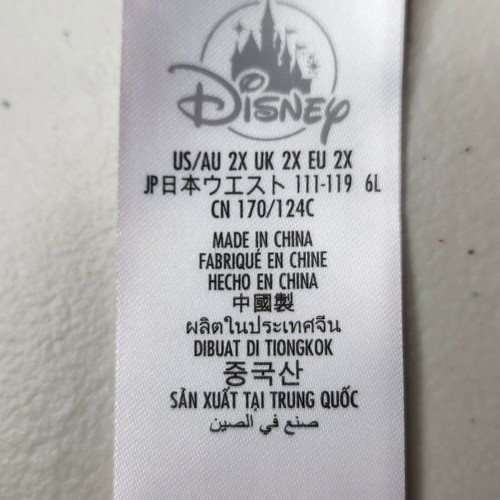 Disney
US/AU 2X UK 2X EU 2X
JP日本ウエスト 111-119 6L
CN 170/124C
MADE IN CHINA
FABRIQUÉ EN CHINE
HECHO EN CHINA
中國製
ผลิตในประเทศจีน
DIBUAT DI TIONGKOK
중국산
SẢN XUẤT TẠI TRUNG QUỐC
صنع في الصين